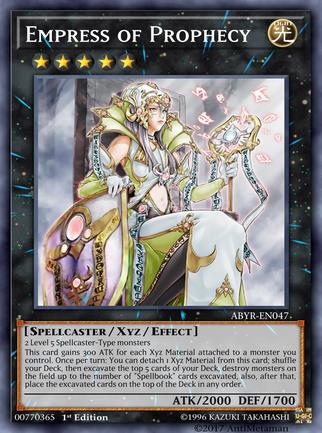 Empress of Prophecy
LIGHT
光
ABYR-EN047
[Spellcaster / Xyz / Effect]
2 Level 5 Spellcaster-Type monsters
This card gains 300 ATK for each Xyz Material attached to a monster you
control. Once per turn: You can detach 1 Xyz Material from this card; shuffle
your Deck, then excavate the top 5 cards of your Deck, destroy monsters on
the field up to the number of "Spellbook" cards excavated, also, after that,
place the excavated cards on the top of the Deck in any order.
ATK/2000 DEF/1700
00770365 1st Edition ©1996 KAZUKI TAKAHASHI
©2017 AntiMetaman